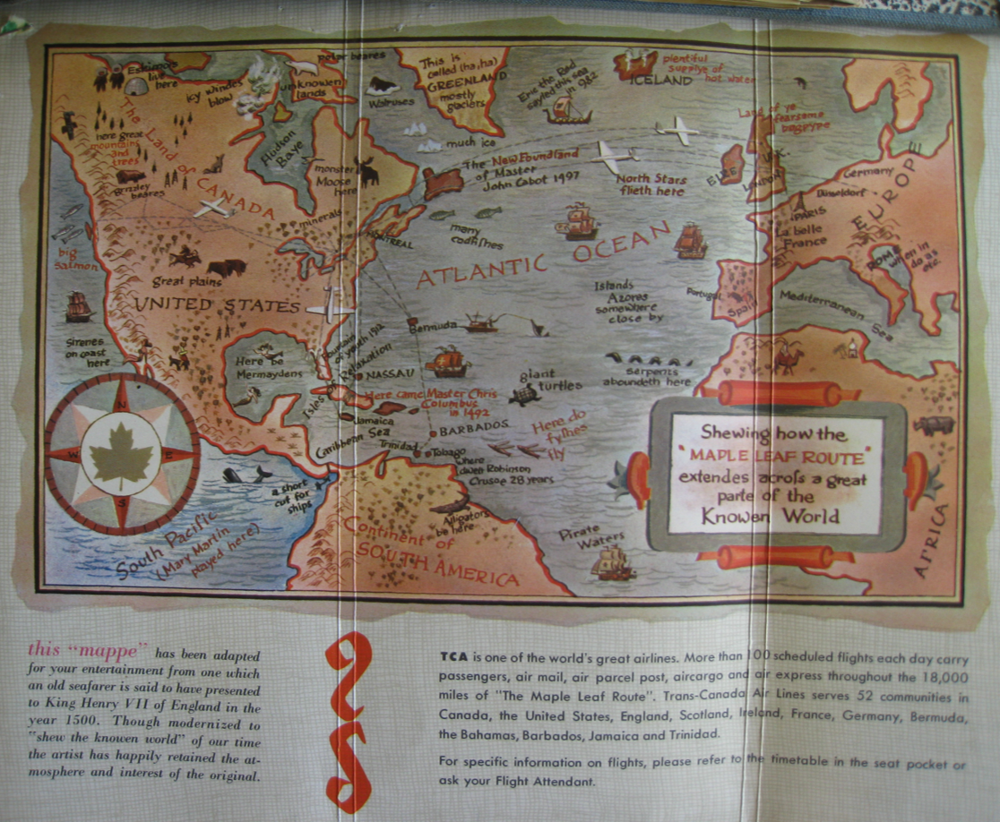 Eskimos
live
here
polar beares
icy windes
blow
unknowen
lands
Walruses
This is
called (ha, ha)
GREENLAND
mostly
glaciers
Eric the Red
sayled this sea
in 982
plentiful
supplye of
hot water
ICELAND
Land of ye
fearsome
bagpype
The Land of
CANADA
here great
mountains
and
trees
Brizley
beares
Hudson
Baye
monster
Moose
here
much ice
The New Found land
of Master
John Cabot 1497
North Stars
flieth here
EIRE
U.K.
LONDON
EUROPE
Germany
Düsseldorf
PARIS
La belle
France
ROME
when in
do as
etc.
minerals
MONTREAL
many
codfishes
ATLANTIC OCEAN
big
salmon
great plains
UNITED STATES
Islands
Azores
somewhere
close by
Portugal
Spain
Mediterranean Sea
Bermuda
Sirenes
on coast
here
Here be
Mermaydens
Fountain
of youth 1512
Isles of Relaxation
NASSAU
giant
turtles
serpents
aboundeth here
Here came Master Chris
Columbus
in 1492
Jamaica
Caribbean Sea
BARBADOS
Here do
fyshes
fly
Trinidad
Tobago
where
dwelt Robinson
Crusoe 28 years
N
W
E
S
a short
cut for
ships
South Pacific
(Mary Martin
played here)
Alligators
be here
Continent of
SOUTH AMERICA
Pirate
Waters
AFRICA
Shewing how the
"MAPLE LEAF ROUTE"
extendes across a great
parte of the
Knowen World
this "mappe" has been adapted
for your entertainment from one which
an old seafarer is said to have presented
to King Henry VII of England in the
year 1500. Though modernized to
"shew the knowen world" of our time
the artist has happily retained the at-
mosphere and interest of the original.
TCA is one of the world's great airlines. More than 100 scheduled flights each day carry
passengers, air mail, air parcel post, aircargo and air express throughout the 18,000
miles of "The Maple Leaf Route". Trans-Canada Air Lines serves 52 communities in
Canada, the United States, England, Scotland, Ireland, France, Germany, Bermuda,
the Bahamas, Barbados, Jamaica and Trinidad.
For specific information on flights, please refer to the timetable in the seat pocket or
ask your Flight Attendant.